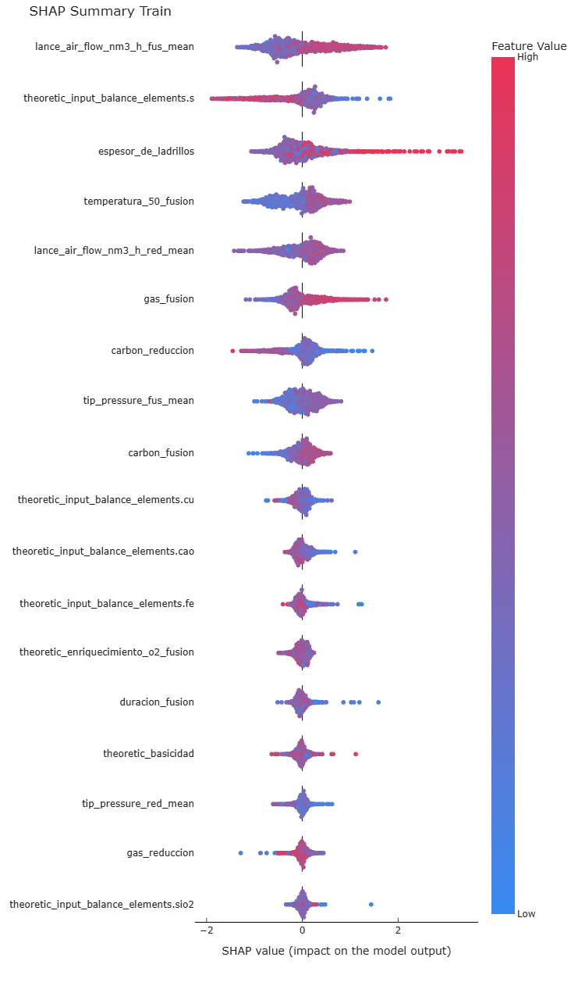 SHAP Summary Train
Feature Value
High
lance_air_flow_nm3_h_fus_mean
theoretic_input_balance_elements.s
espesor_de_ladrillos
temperatura_50_fusion
lance_air_flow_nm3_h_red_mean
gas_fusion
carbon_reduccion
tip_pressure_fus_mean
carbon_fusion
theoretic_input_balance_elements.cu
theoretic_input_balance_elements.cao
theoretic_input_balance_elements.fe
theoretic_enriquecimiento_o2_fusion
duracion_fusion
theoretic_basicidad
tip_pressure_red_mean
gas_reduccion
theoretic_input_balance_elements.sio2
Low
−2 0 2
SHAP value (impact on the model output)